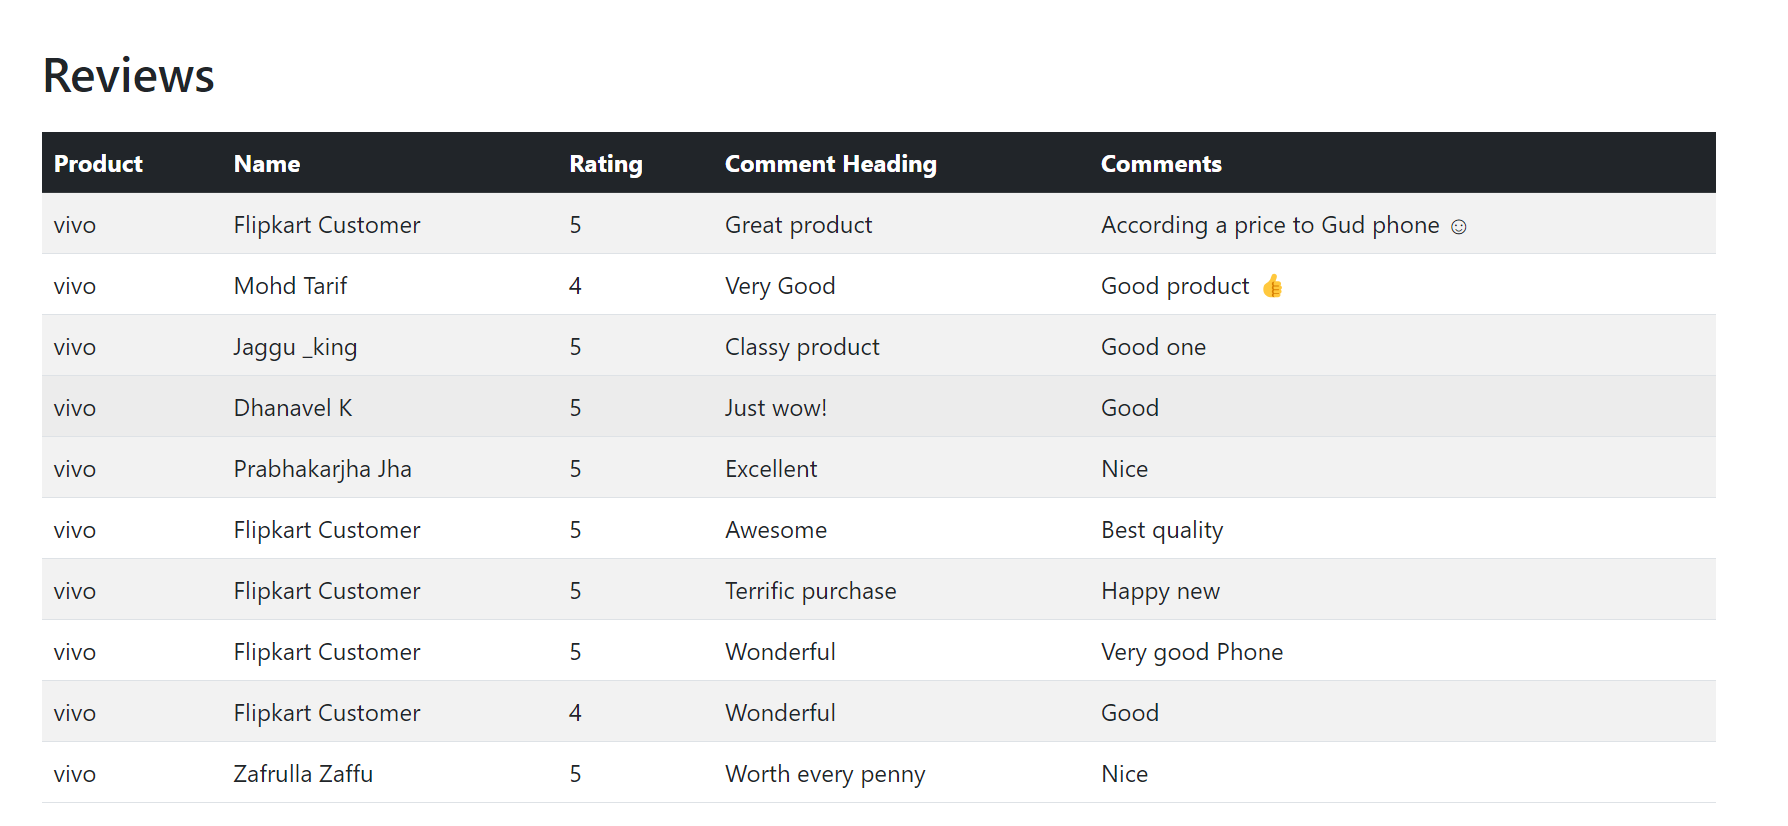 Reviews
Product Name Rating Comment Heading Comments
vivo Flipkart Customer 5 Great product According a price to Gud phone ☺
vivo Mohd Tarif 4 Very Good Good product 👍
vivo Jaggu _king 5 Classy product Good one
vivo Dhanavel K 5 Just wow! Good
vivo Prabhakarjha Jha 5 Excellent Nice
vivo Flipkart Customer 5 Awesome Best quality
vivo Flipkart Customer 5 Terrific purchase Happy new
vivo Flipkart Customer 5 Wonderful Very good Phone
vivo Flipkart Customer 4 Wonderful Good
vivo Zafrulla Zaffu 5 Worth every penny Nice